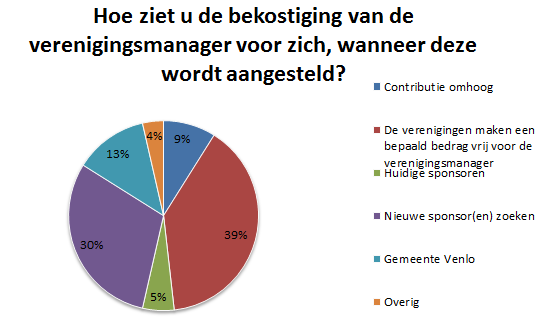 Hoe ziet u de bekostiging van de
verenigingsmanager voor zich, wanneer deze
wordt aangesteld?
9%
39%
5%
30%
13%
4%
Contributie omhoog
De verenigingen maken een
bepaald bedrag vrij voor de
verenigingsmanager
Huidige sponsoren
Nieuwe sponsor(en) zoeken
Gemeente Venlo
Overig